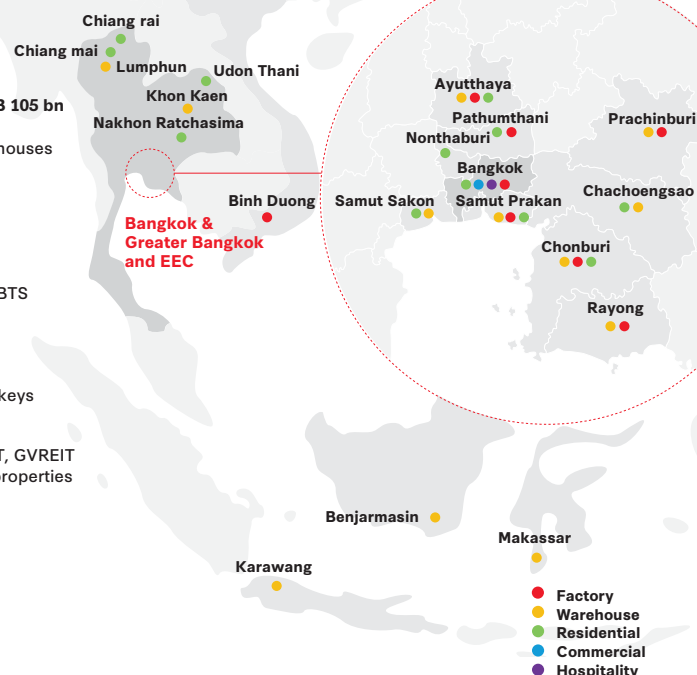 Chiang rai
Chiang mai
Lumphun
Udon Thani
Khon Kaen
Nakhon Ratchasima
B 105 bn
houses
BTS
keys
T, GVREIT
properties
Binh Duong
Bangkok &
Greater Bangkok
and EEC
Ayutthaya
Pathumthani
Prachinburi
Nonthaburi
Bangkok
Chachoengsao
Samut Sakon
Samut Prakan
Chonburi
Rayong
Benjarmasin
Makassar
Karawang
Factory
Warehouse
Residential
Commercial
Hospitality